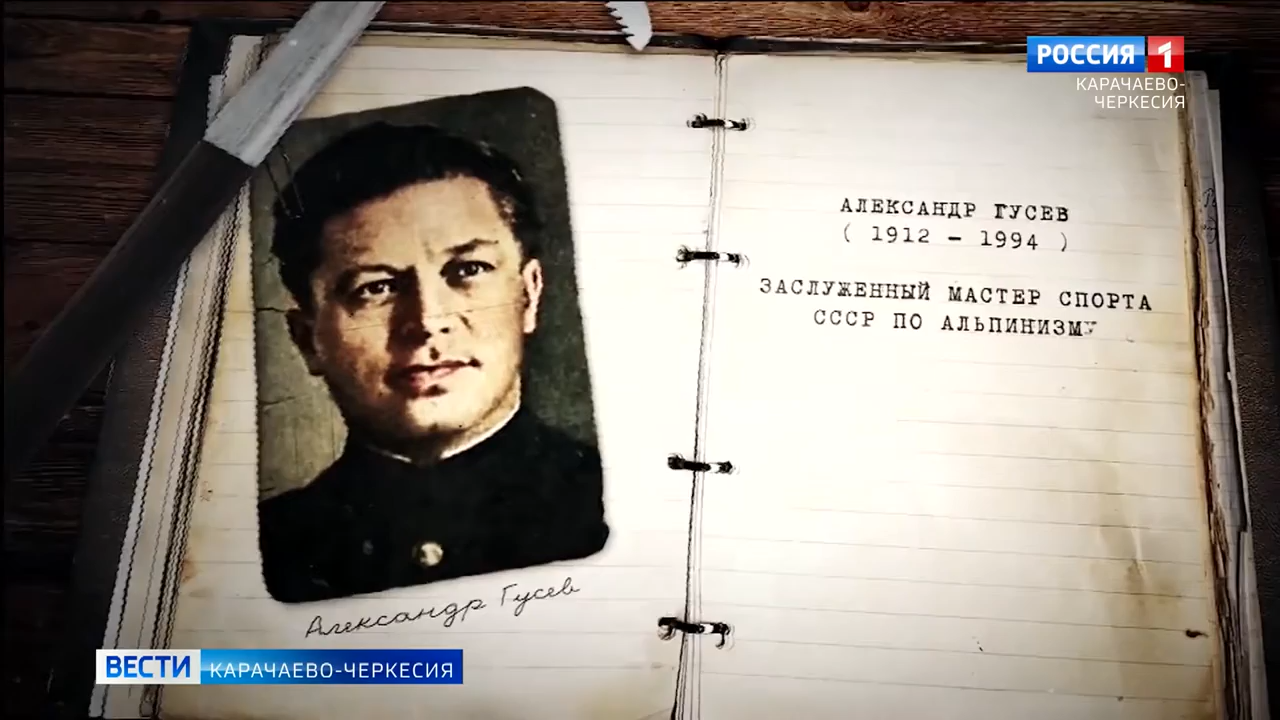 РОССИЯ 1
КАРАЧАЕВО-
ЧЕРКЕСИЯ
АЛЕКСАНДР ГУСЕВ
( 1912 - 1994 )
ЗАСЛУЖЕННЫЙ МАСТЕР СПОРТА
СССР ПО АЛЬПИНИЗМУ
Александр Гусев
ВЕСТИ КАРАЧАЕВО-ЧЕРКЕСИЯ